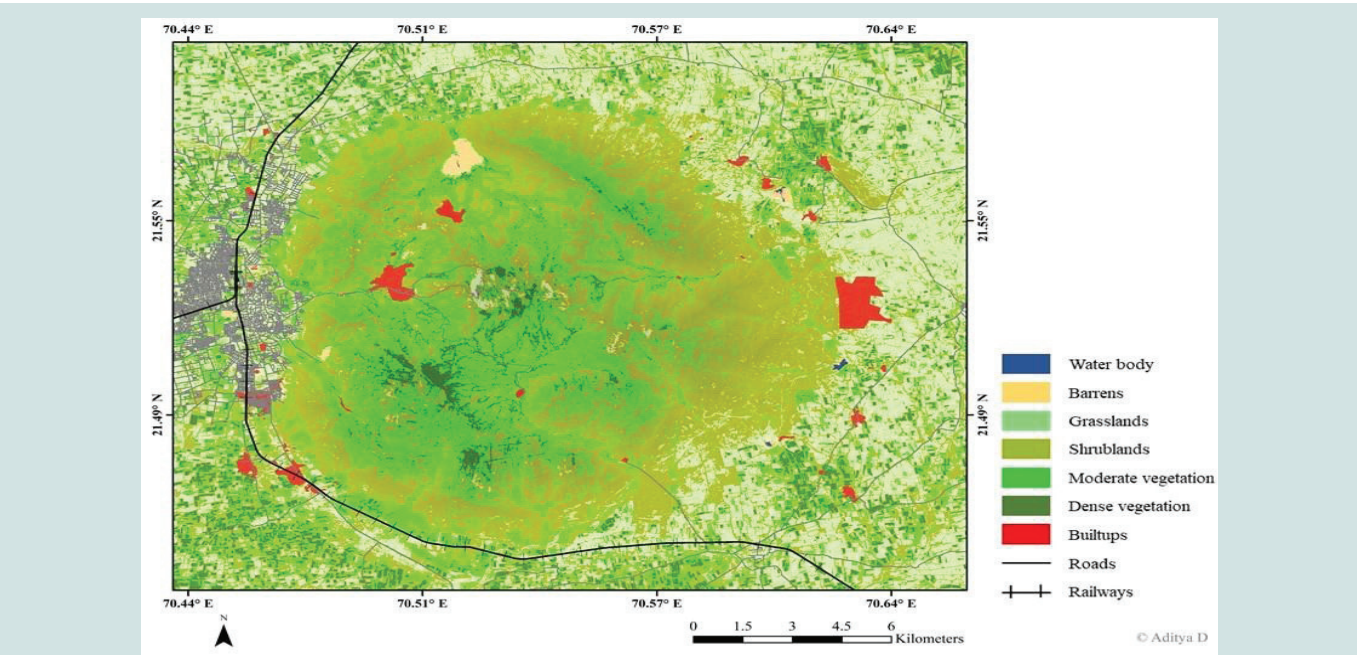 70.44° E 70.51° E 70.57° E 70.64° E
21.55° N 21.55° N
21.49° N 21.49° N
Water body
Barrens
Grasslands
Shrublands
Moderate vegetation
Dense vegetation
Builtups
Roads
Railways
70.44° E 70.51° E 70.57° E 70.64° E
N
0 1.5 3 4.5 6
Kilometers
© Aditya D